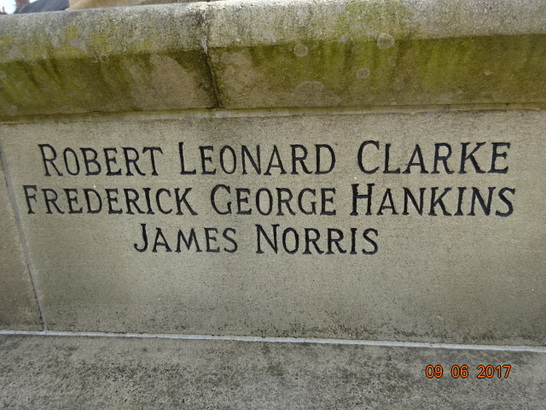 ROBERT LEONARD CLARKE
FREDERICK GEORGE HANKINS
JAMES NORRIS
09 06 2017